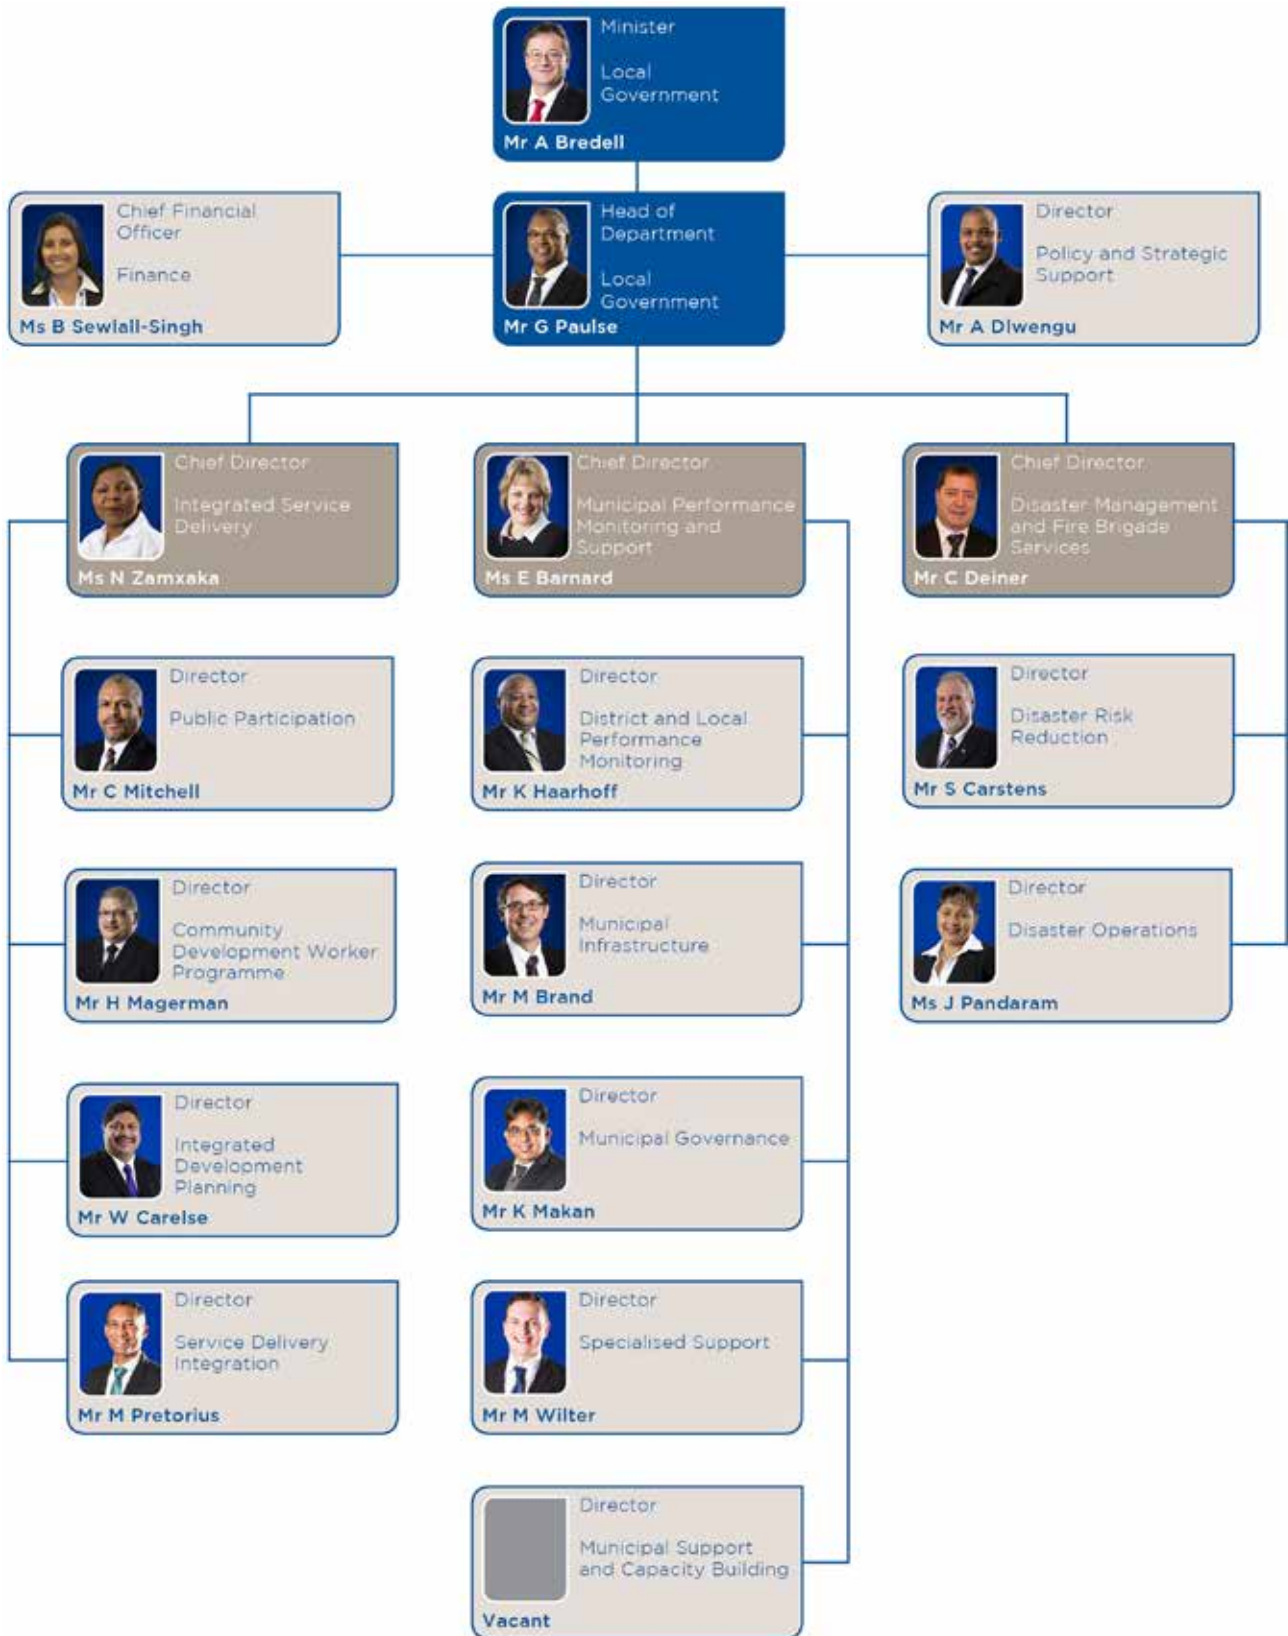 Minister
Local
Government
Mr A Bredell
Chief Financial
Officer
Finance
Ms B Sewlall-Singh
Head of
Department
Local
Government
Mr G Paulse
Director
Policy and Strategic
Support
Mr A Dlwengu
Chief Director
Integrated Service
Delivery
Ms N Zamxaka
Chief Director
Municipal Performance
Monitoring and
Support
Ms E Barnard
Chief Director
Disaster Management
and Fire Brigade
Services
Mr C Deiner
Director
Public Participation
Mr C Mitchell
Director
District and Local
Performance
Monitoring
Mr K Haarhoff
Director
Disaster Risk
Reduction
Mr S Carstens
Director
Community
Development Worker
Programme
Mr H Magerman
Director
Municipal
Infrastructure
Mr M Brand
Director
Disaster Operations
Ms J Pandaram
Director
Integrated
Development
Planning
Mr W Carelse
Director
Municipal Governance
Mr K Makan
Director
Service Delivery
Integration
Mr M Pretorius
Director
Specialised Support
Mr M Wilter
Director
Municipal Support
and Capacity Building
Vacant